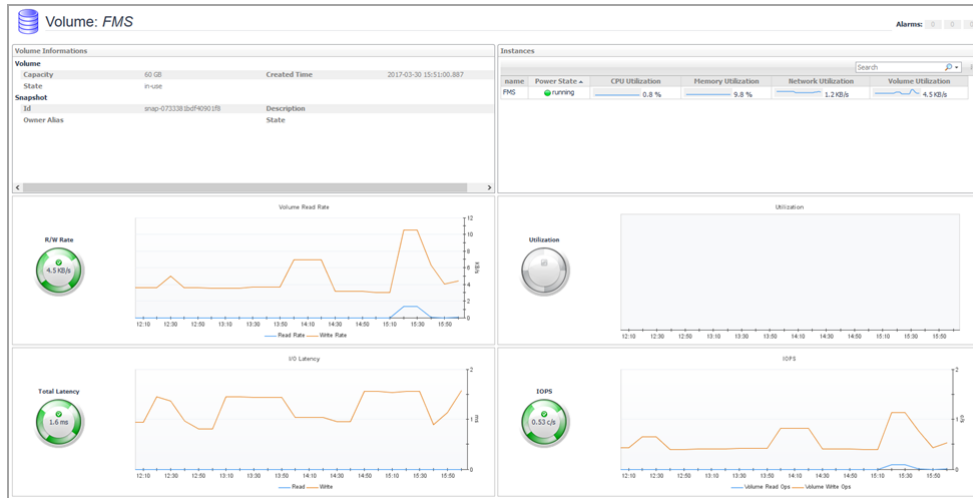 Volume: FMS
Alarms: 0 0 0
Volume Informations
Volume
Capacity 60 GB Created Time 2017-03-30 15:51:00.887
State in-use
Snapshot
Id snap-0733381bdf40901f8 Description
Owner Alias State
Instances
Search
name Power State CPU Utilization Memory Utilization Network Utilization Volume Utilization
FMS running 0.8 % 9.8 % 1.2 KB/s 4.5 KB/s
Volume Read Rate
R/W Rate
4.5 KB/s
12
10
8
6
4
2
0
KB/s
12:10 12:30 12:50 13:10 13:30 13:50 14:10 14:30 14:50 15:10 15:30 15:50
Read Rate Write Rate
Utilization
Utilization
12:10 12:30 12:50 13:10 13:30 13:50 14:10 14:30 14:50 15:10 15:30 15:50
I/O Latency
Total Latency
1.6 ms
2
1
0
ms
12:10 12:30 12:50 13:10 13:30 13:50 14:10 14:30 14:50 15:10 15:30 15:50
Read Write
IOPS
IOPS
0.53 c/s
2
1
0
c/s
12:10 12:30 12:50 13:10 13:30 13:50 14:10 14:30 14:50 15:10 15:30 15:50
Volume Read Ops Volume Write Ops